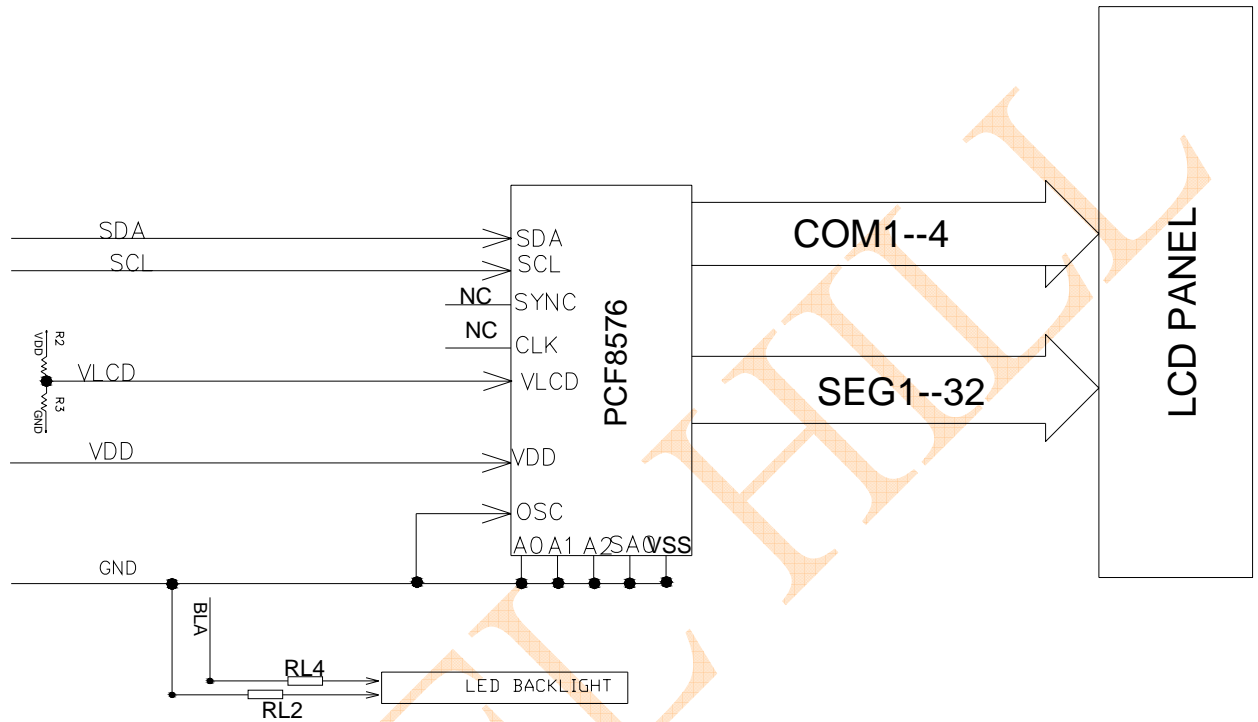 SDA
SCL
NC
NC
R2
VDD
R3
GND
VLCD
VDD
GND
SDA
SCL
SYNC
CLK
VLCD
VDD
OSC
A0 A1 A2 SA0 VSS
PCF8576
COM1--4
SEG1--32
LCD PANEL
BLA
RL4
RL2
LED BACKLIGHT